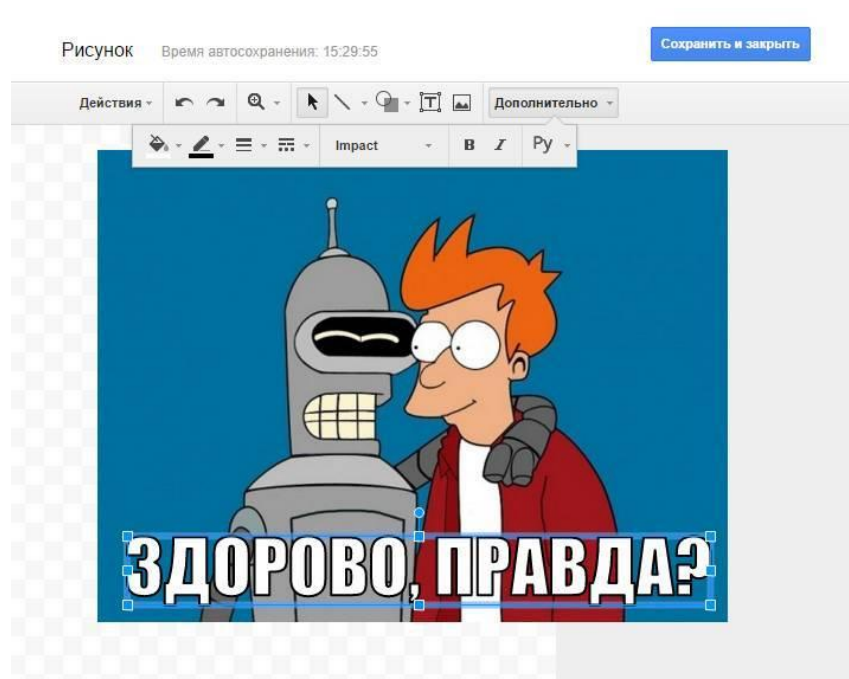 Рисунок Время автосохранения: 15:29:55 Сохранить и закрыть
Действия Дополнительно
Impact B I Ру
ЗДОРОВО, ПРАВДА?